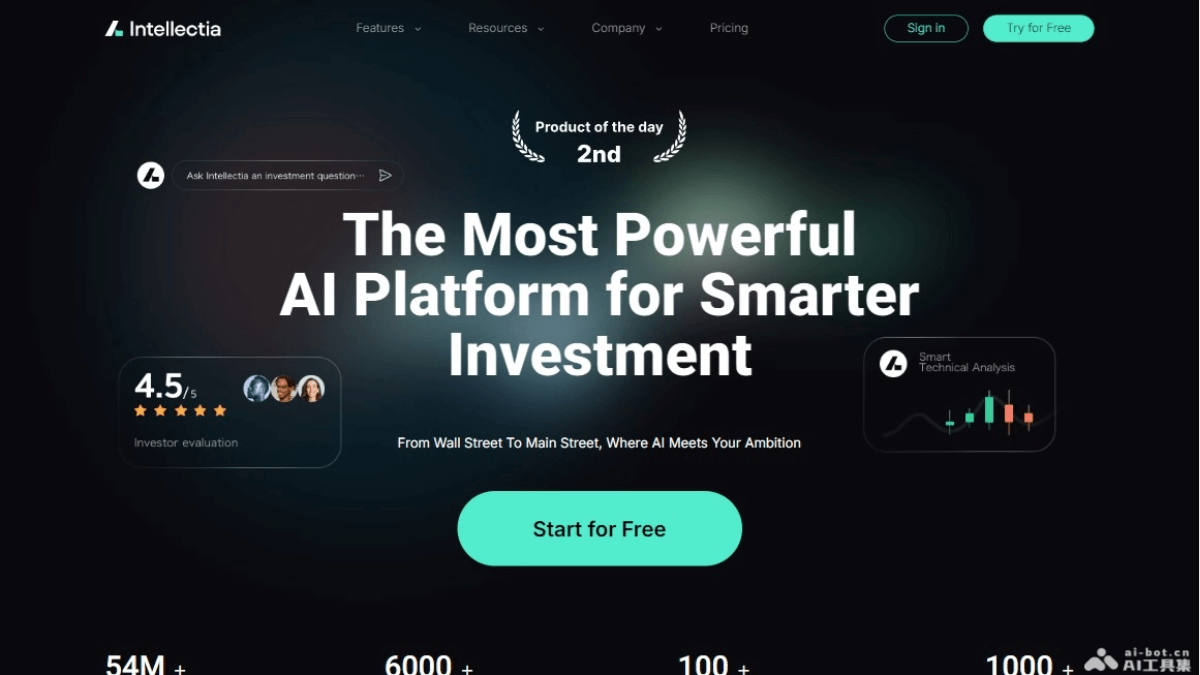 Intellectia
Features
Resources
Company
Pricing
Sign in
Try for Free
Product of the day
2nd
Ask Intellectia an investment question···
The Most Powerful
AI Platform for Smarter
Investment
4.5/5
Investor evaluation
Smart
Technical Analysis
From Wall Street To Main Street, Where AI Meets Your Ambition
Start for Free
54M +
6000 +
100 +
1000 +
ai-bot.cn
AI工具集